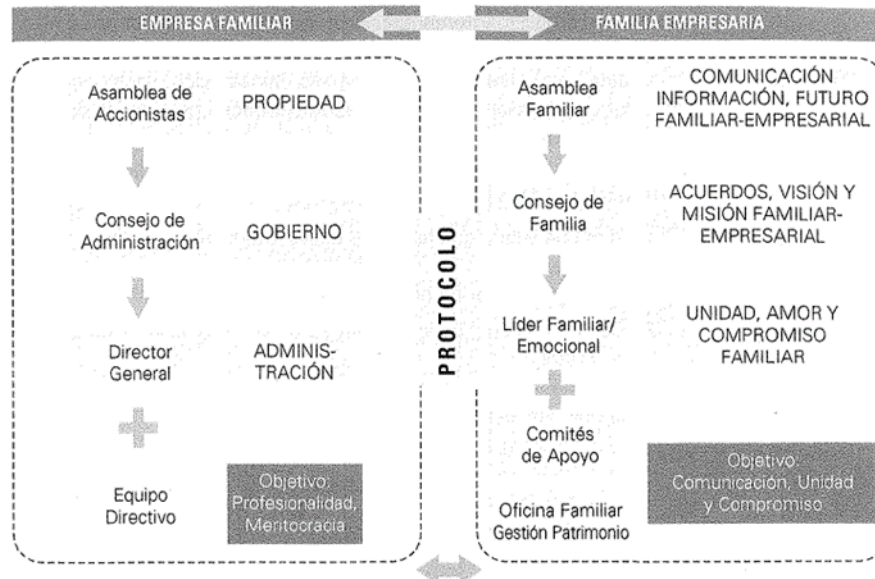 EMPRESA FAMILIAR
FAMILIA EMPRESARIA
Asamblea de
Accionistas
PROPIEDAD
Consejo de
Administración
GOBIERNO
Director
General
ADMINIS-
TRACIÓN
Equipo
Directivo
Objetivo:
Profesionalidad,
Meritocracia
PROTOCOLO
Asamblea
Familiar
COMUNICACIÓN
INFORMACIÓN, FUTURO
FAMILIAR-EMPRESARIAL
Consejo de
Familia
ACUERDOS, VISIÓN Y
MISIÓN FAMILIAR-
EMPRESARIAL
Líder Familiar/
Emocional
UNIDAD, AMOR Y
COMPROMISO
FAMILIAR
Comités
de Apoyo
Oficina Familiar
Gestión Patrimonio
Objetivo:
Comunicación, Unidad
y Compromiso